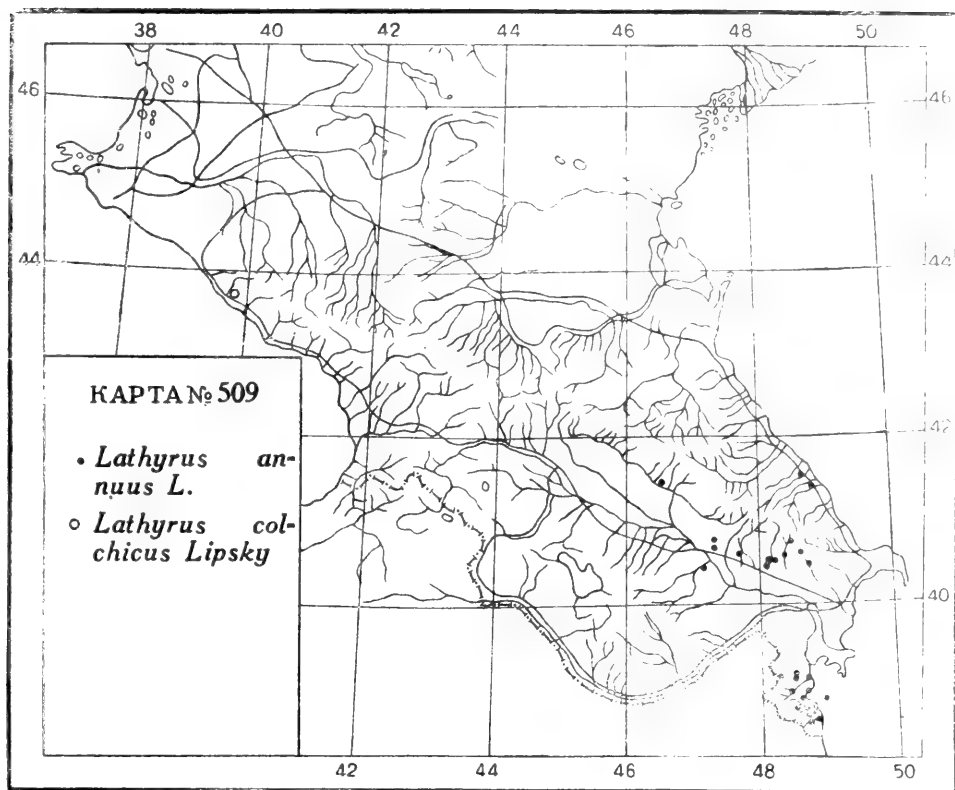 38 40 42 44 46 48 50
46 46
44 44
КАРТА № 509
• Lathyrus an-
nuus L.
○ Lathyrus col-
chicus Lipsky
42
40
42 44 46 48 50